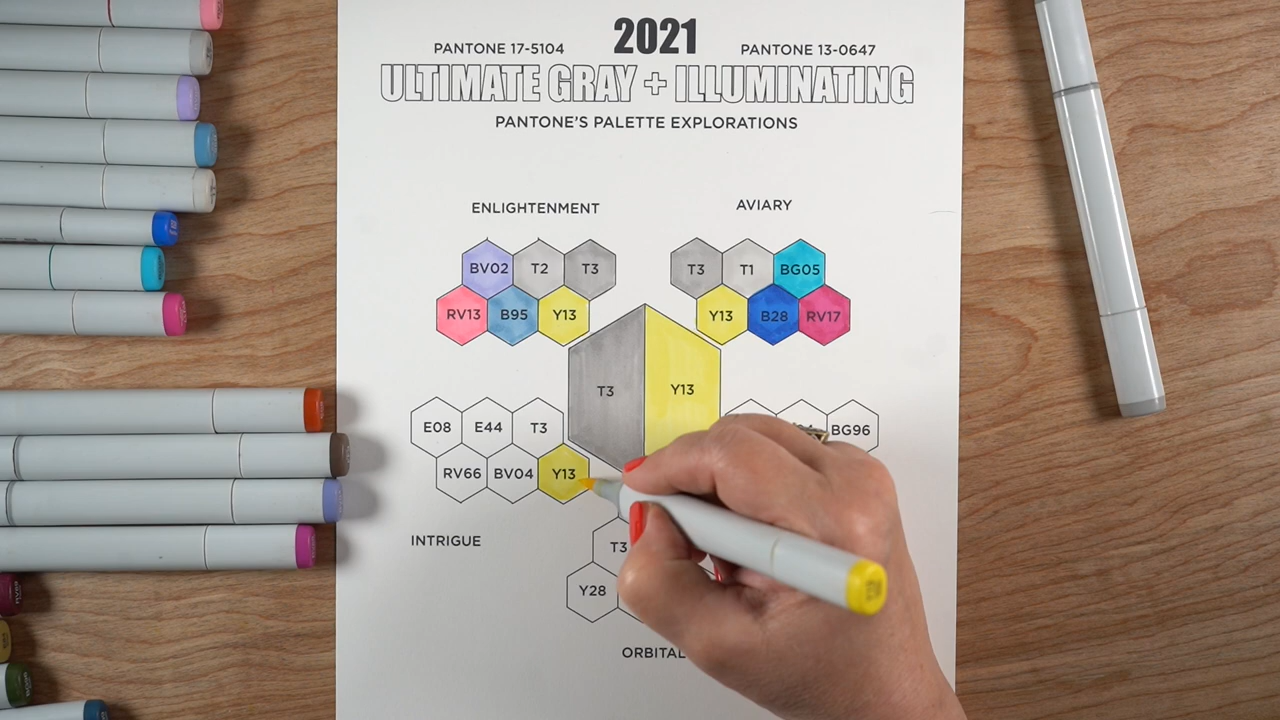 2021
PANTONE 17-5104
PANTONE 13-0647
ULTIMATE GRAY + ILLUMINATING
PANTONE'S PALETTE EXPLORATIONS
ENLIGHTENMENT
BV02 T2 T3
RV13 B95 Y13
AVIARY
T3 T1 BG05
Y13 B28 RV17
T3 Y13
E08 E44 T3
RV66 BV04 Y13
INTRIGUE
BG96
T3
Y28
ORBITAL